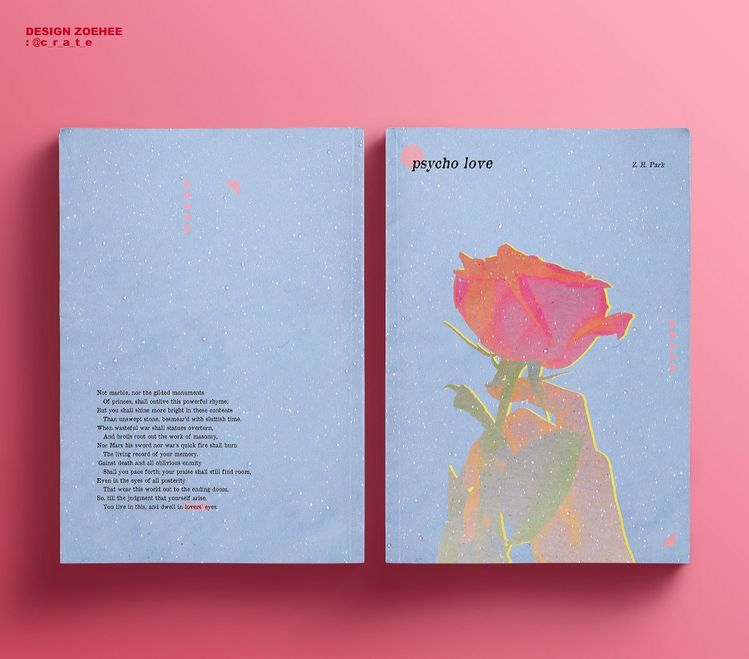 DESIGN ZOEHEE
: @c_r_a_t_e
psycho love
Z. H. Park
Not marble, nor the gilded monuments
Of princes, shall outlive this powerful rhyme;
But you shall shine more bright in these contents
Than unswept stone, besmear'd with sluttish time.
When wasteful war shall statues overturn,
And broils root out the work of masonry,
Nor Mars his sword nor war's quick fire shall burn
The living record of your memory.
'Gainst death and all oblivious enmity
Shall you pace forth; your praise shall still find room,
Even in the eyes of all posterity
That wear this world out to the ending doom.
So, till the judgment that yourself arise,
You live in this, and dwell in lovers' eyes.